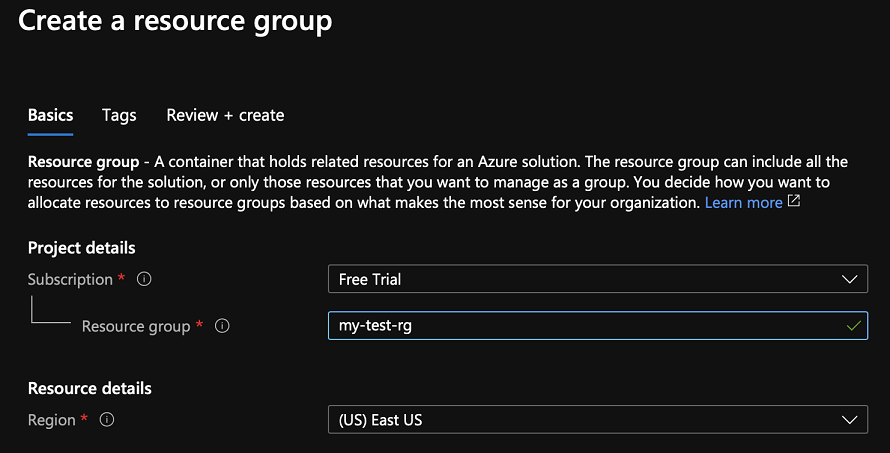 Create a resource group
Basics Tags Review + create
Resource group - A container that holds related resources for an Azure solution. The resource group can include all the
resources for the solution, or only those resources that you want to manage as a group. You decide how you want to
allocate resources to resource groups based on what makes the most sense for your organization. Learn more
Project details
Subscription * Free Trial
Resource group * my-test-rg
Resource details
Region * (US) East US